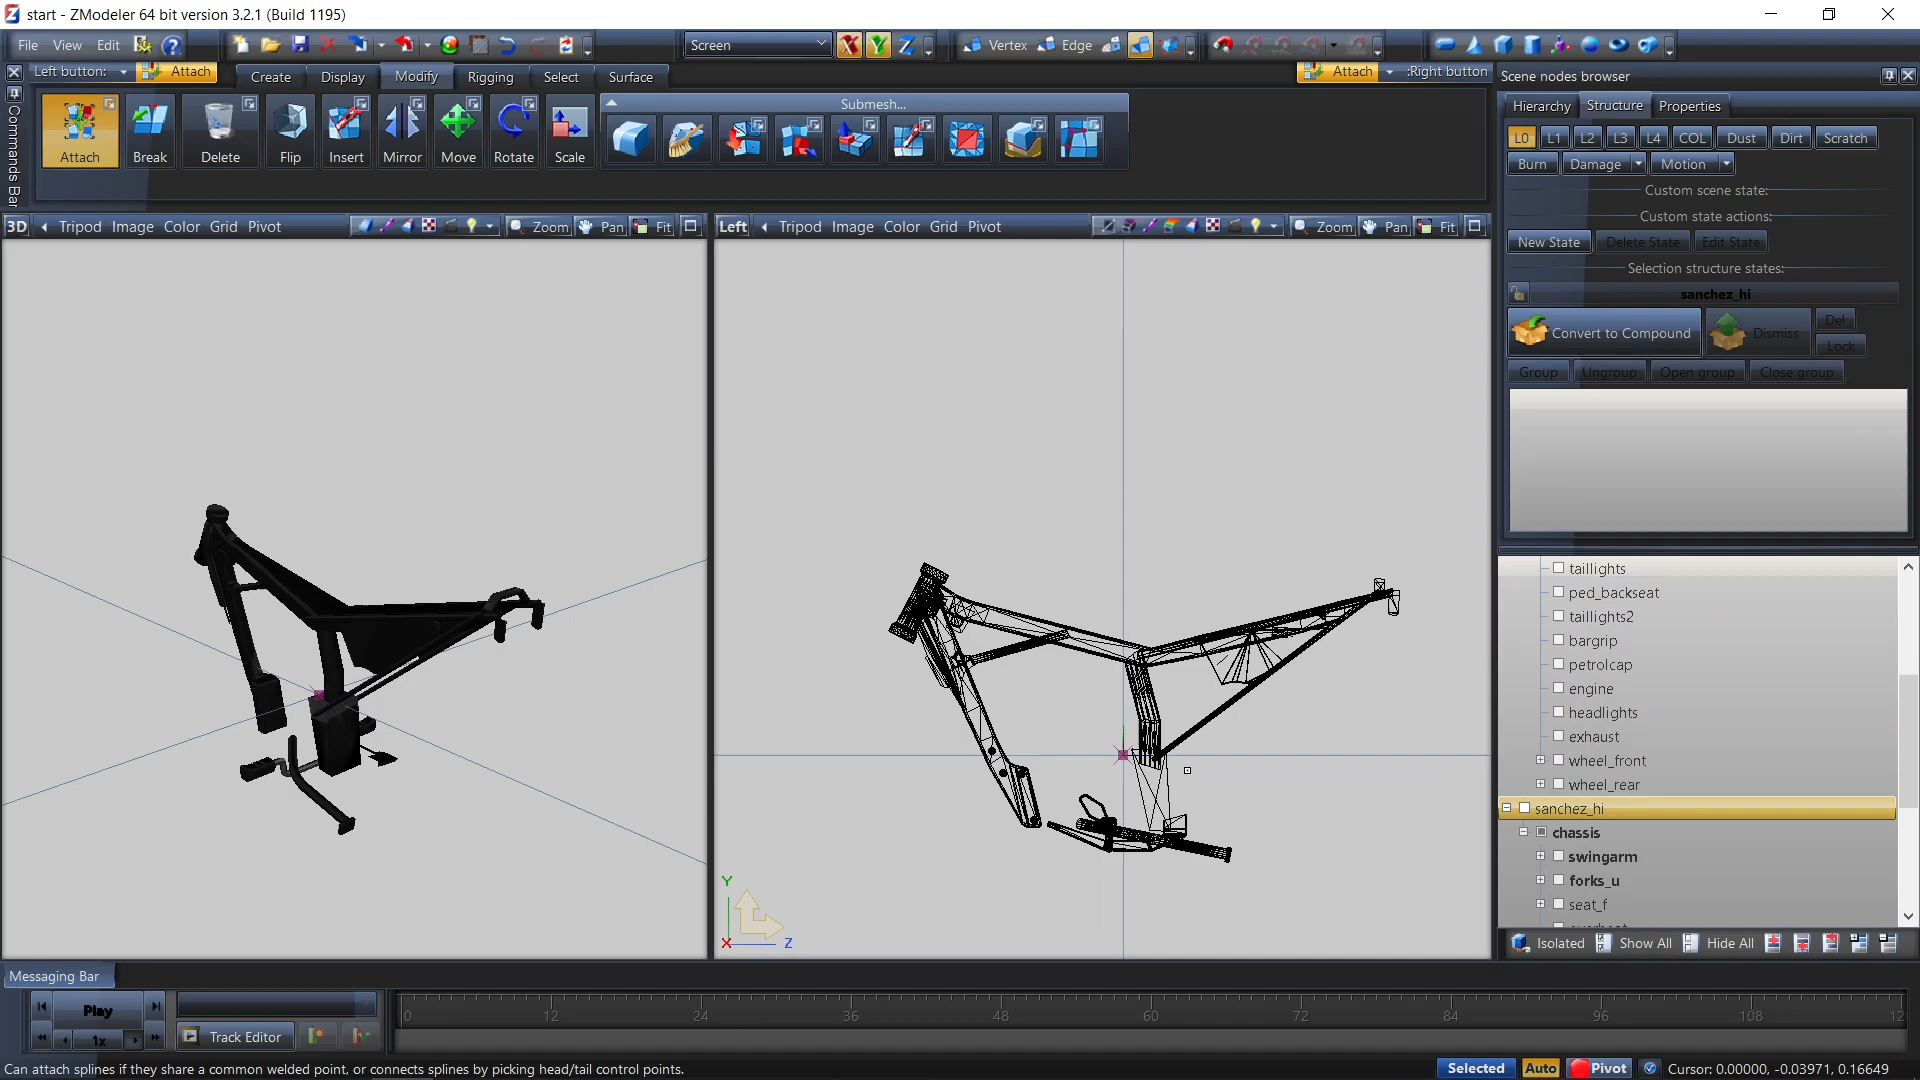 start - ZModeler 64 bit version 3.2.1 (Build 1195)
File View Edit
Screen
X Y Z
Vertex Edge
Left button: Attach
Create Display Modify Rigging Select Surface
Attach :Right button
Commands Bar
Attach Break Delete Flip Insert Mirror Move Rotate Scale
Submesh...
3D Tripod Image Color Grid Pivot
Zoom Pan Fit
Left Tripod Image Color Grid Pivot
Zoom Pan Fit
Y
X Z
Scene nodes browser
Hierarchy Structure Properties
L0 L1 L2 L3 L4 COL Dust Dirt Scratch
Burn Damage Motion
Custom scene state:
Custom state actions:
New State Delete State Edit State
Selection structure states:
sanchez_hi
Convert to Compound Dismiss Del
Lock
Group Ungroup Open group Close group
taillights
ped_backseat
taillights2
bargrip
petrolcap
engine
headlights
exhaust
wheel_front
wheel_rear
sanchez_hi
chassis
swingarm
forks_u
seat_f
Isolated Show All Hide All
Messaging Bar
Play
1x
Track Editor
0 12 24 36 48 60 72 84 96 108 12
Can attach splines if they share a common welded point, or connects splines by picking head/tail control points.
Selected Auto Pivot Cursor: 0.00000, -0.03971, 0.16649